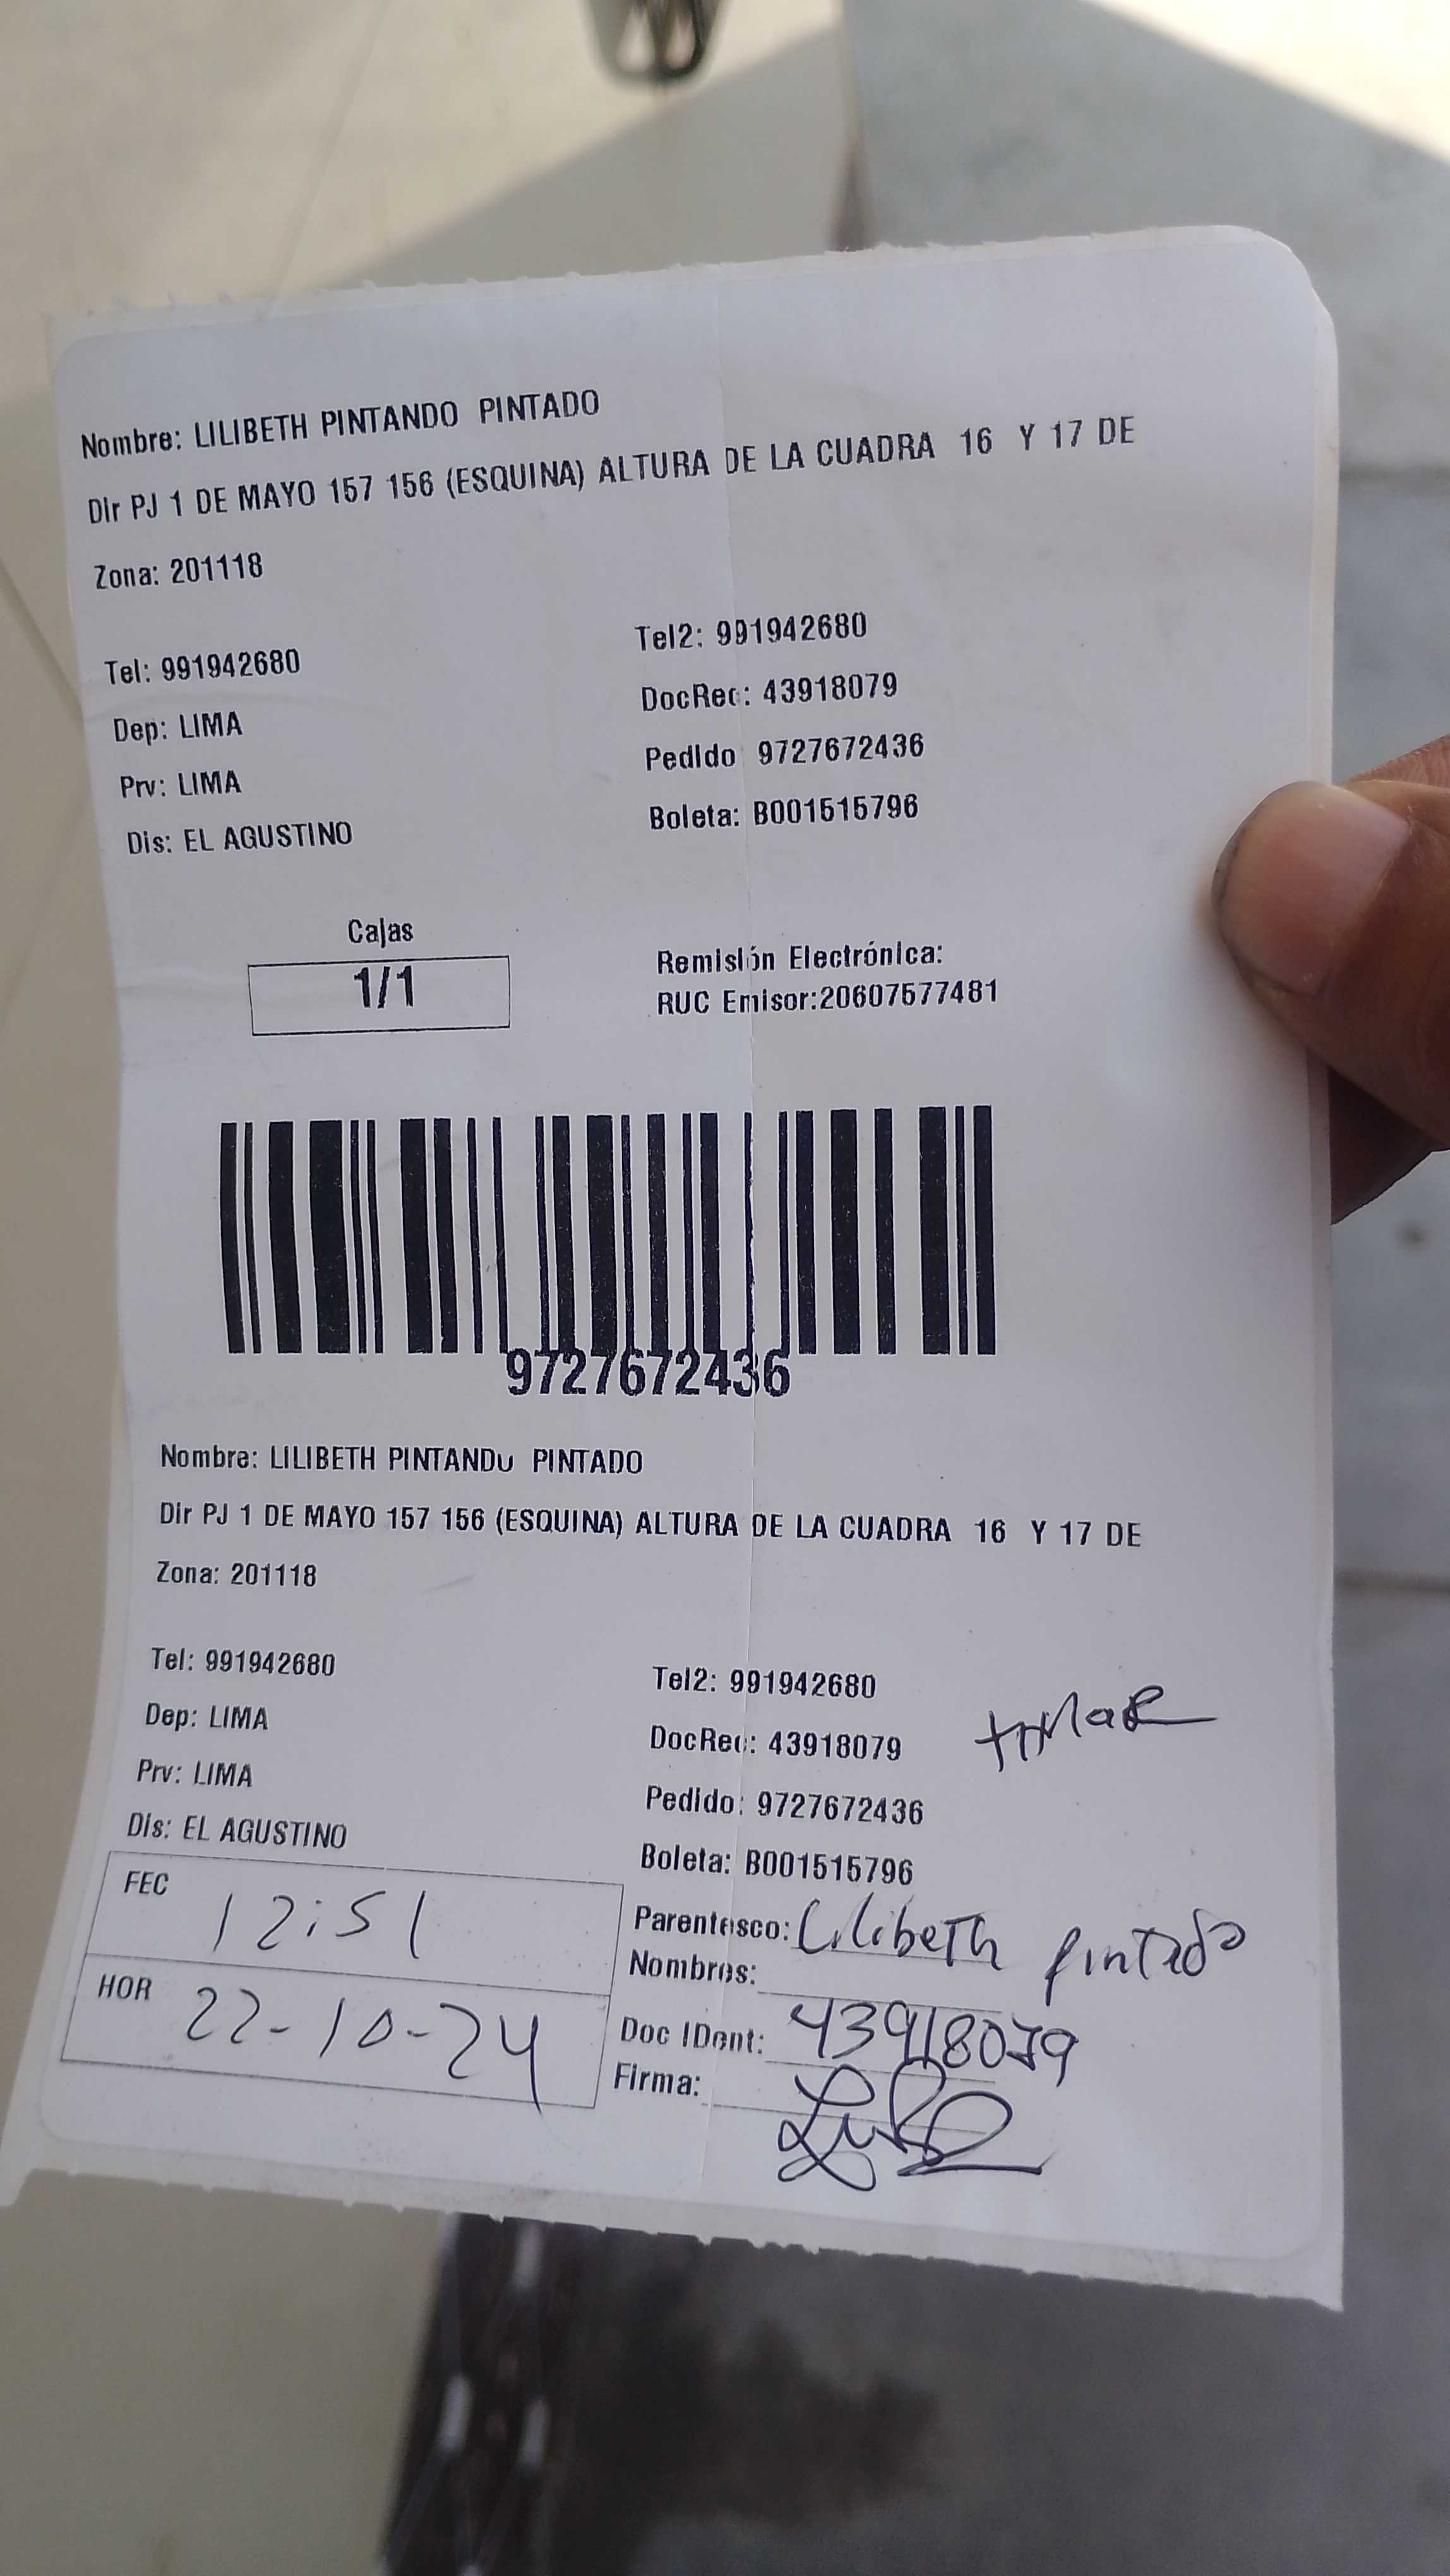 Nombre: LILIBETH PINTANDO PINTADO
Dir PJ 1 DE MAYO 157 156 (ESQUINA) ALTURA DE LA CUADRA 16 Y 17 DE
Zona: 201118
Tel: 991942680 Tel2: 991942680
DocRec: 43918079
Dep: LIMA
Pedido 9727672436
Prv: LIMA
Boleta: B001515796
Dis: EL AGUSTINO
Cajas
1/1
Remisión Electrónica:
RUC Emisor:20607577481
9727672436
Nombre: LILIBETH PINTANDO PINTADO
Dir PJ 1 DE MAYO 157 156 (ESQUINA) ALTURA DE LA CUADRA 16 Y 17 DE
Zona: 201118
Tel: 991942680 Tel2: 991942680
Dep: LIMA DocRec: 43918079
Prv: LIMA Pedido: 9727672436
Dis: EL AGUSTINO Boleta: B001515796
FEC 12:51
HOR 22-10-24
Parentesco: Lilibeth Pintado
Nombres:
Doc IDent: 43918079
Firma: